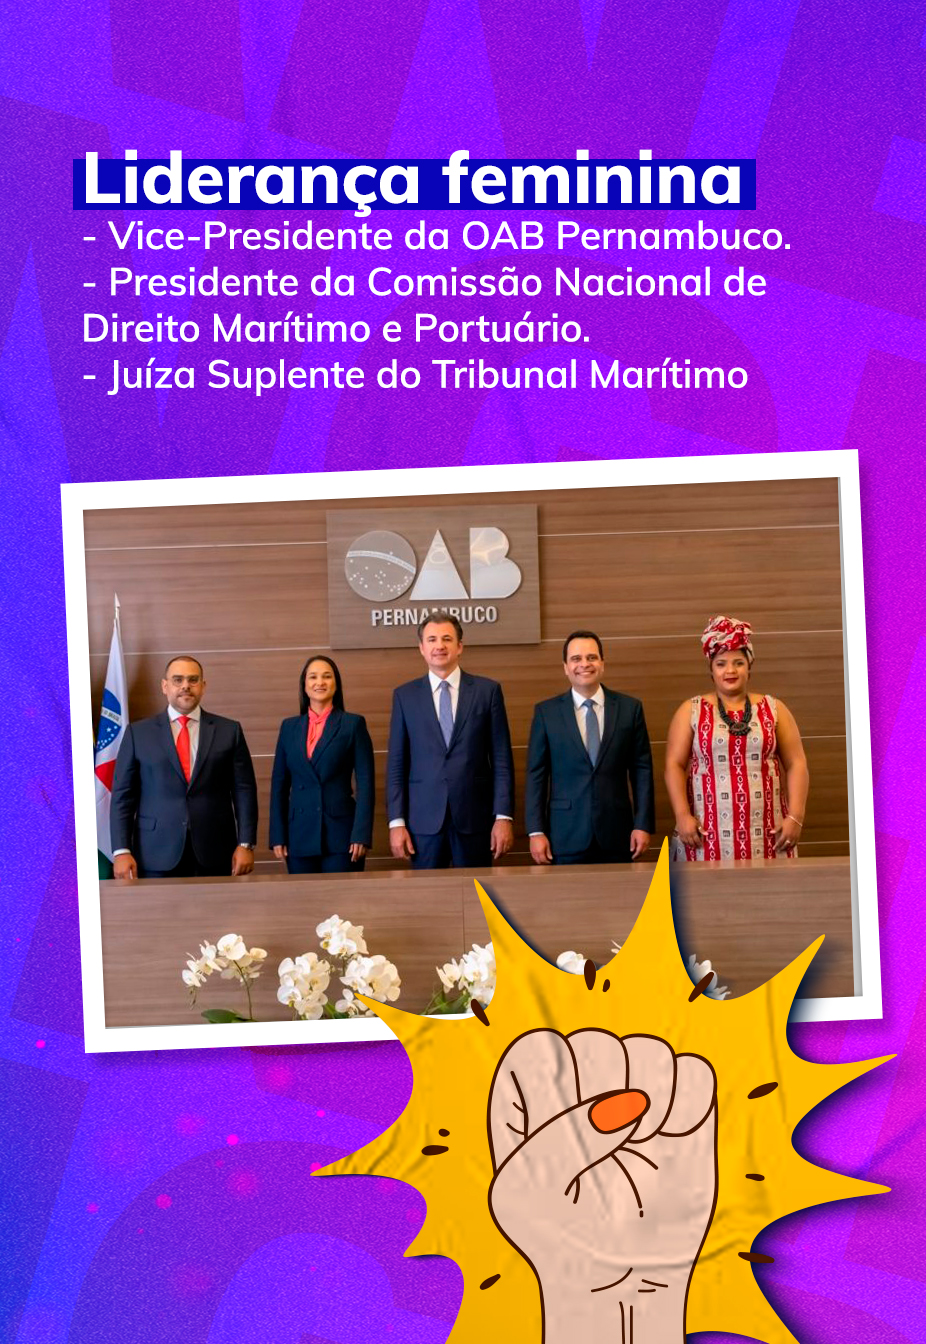 Liderança feminina
- Vice-Presidente da OAB Pernambuco.
- Presidente da Comissão Nacional de
Direito Marítimo e Portuário.
- Juíza Suplente do Tribunal Marítimo
OAB
PERNAMBUCO